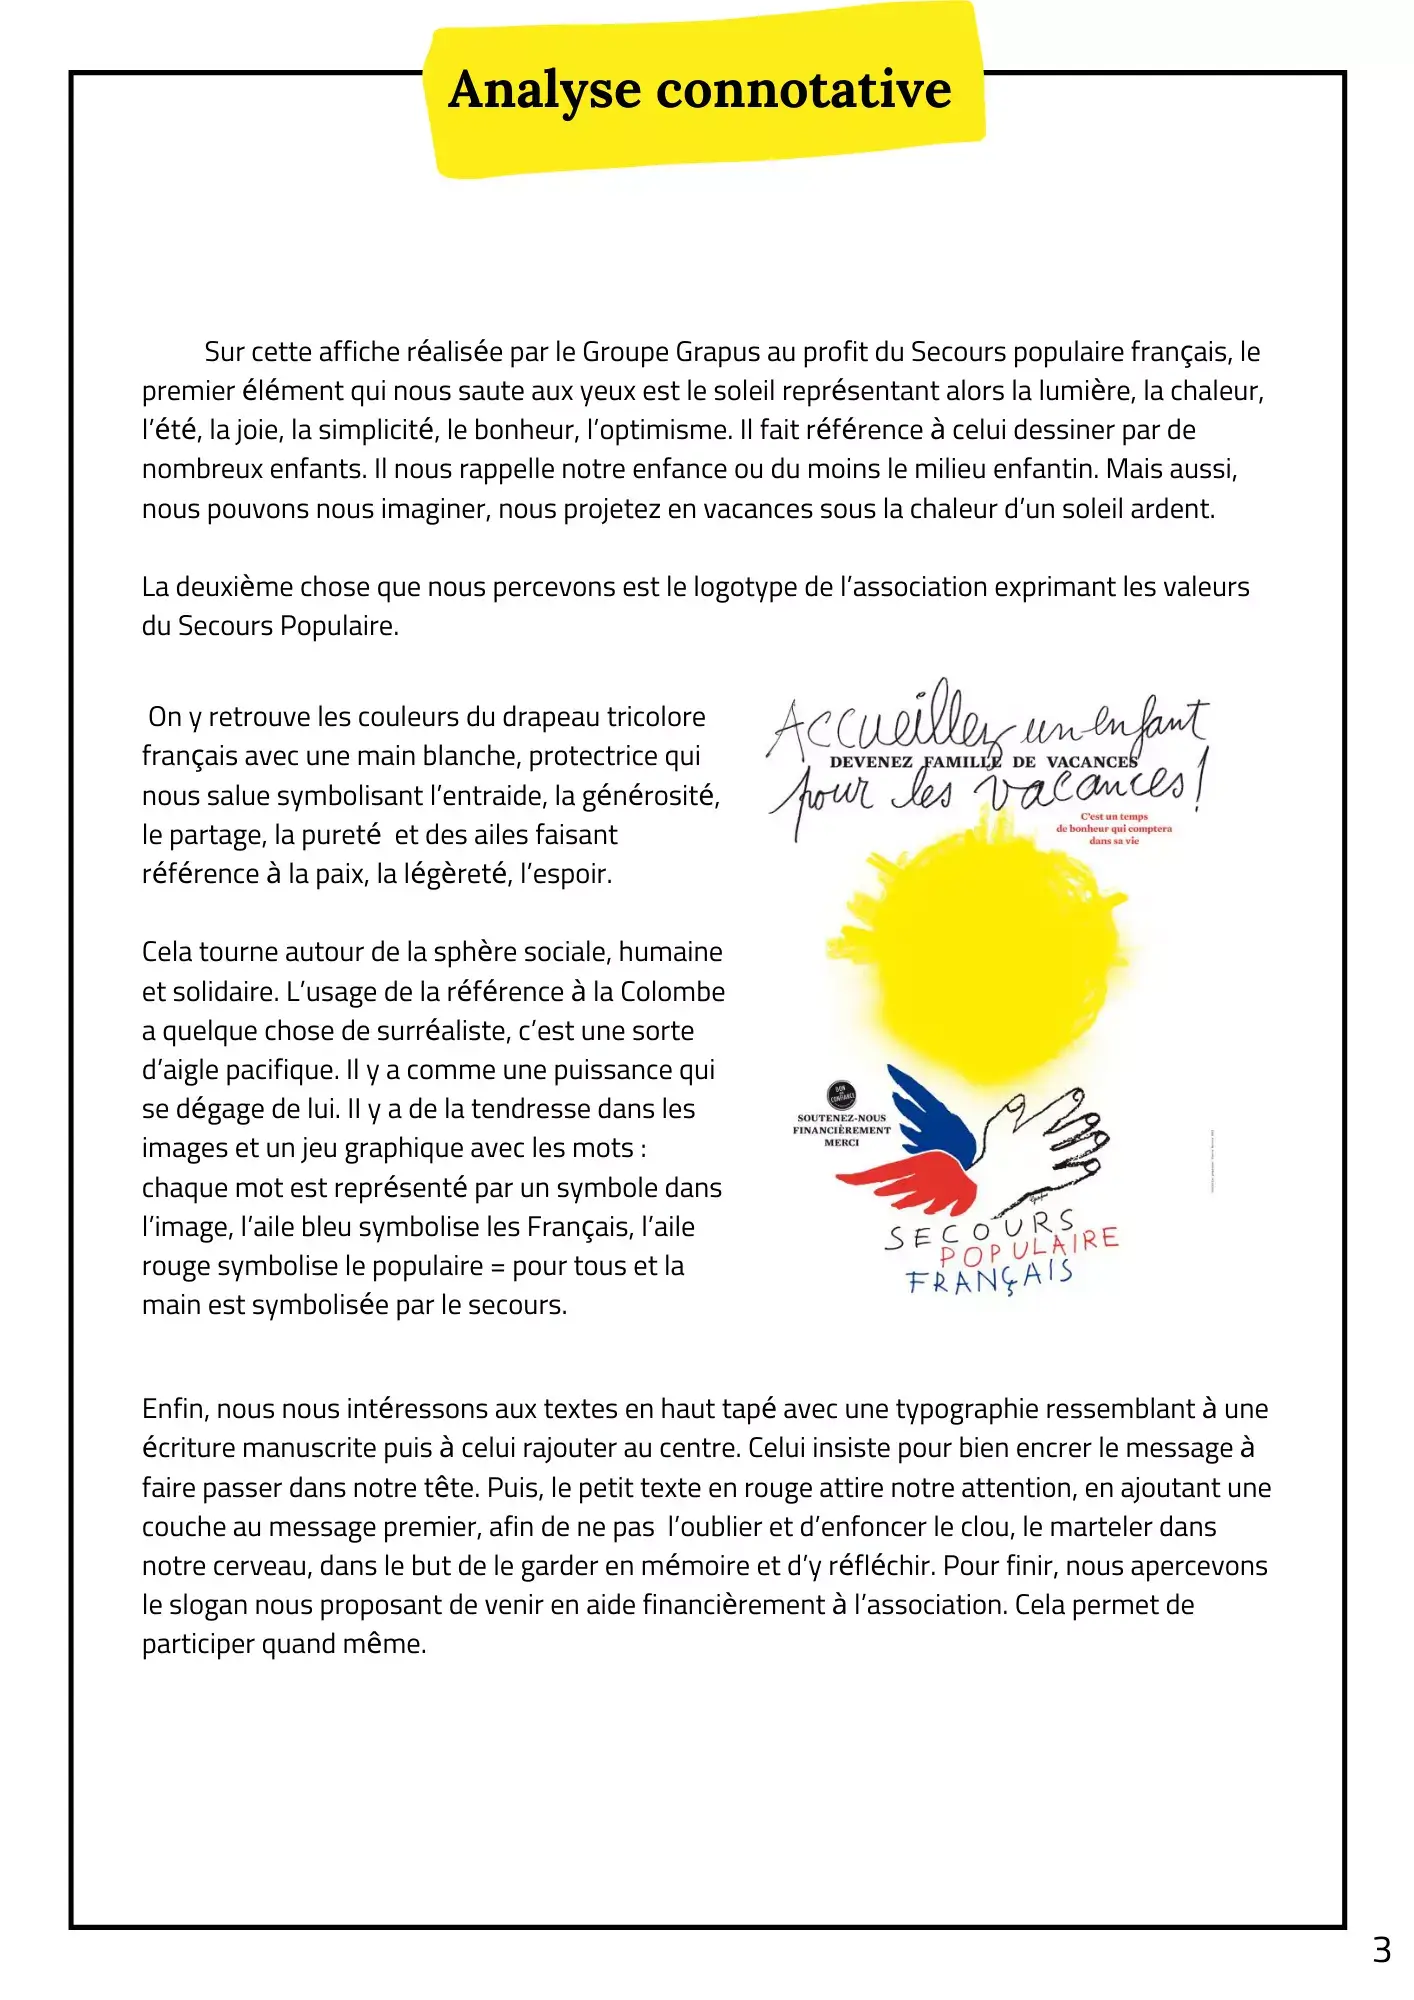 Analyse connotative
Sur cette affiche réalisée par le Groupe Grapus au profit du Secours populaire français, le
premier élément qui nous saute aux yeux est le soleil représentant alors la lumière, la chaleur,
l’été, la joie, la simplicité, le bonheur, l’optimisme. Il fait référence à celui dessiner par de
nombreux enfants. Il nous rappelle notre enfance ou du moins le milieu enfantin. Mais aussi,
nous pouvons nous imaginer, nous projetez en vacances sous la chaleur d’un soleil ardent.
La deuxième chose que nous percevons est le logotype de l’association exprimant les valeurs
du Secours Populaire.
On y retrouve les couleurs du drapeau tricolore
français avec une main blanche, protectrice qui
nous salue symbolisant l’entraide, la générosité,
le partage, la pureté et des ailes faisant
référence à la paix, la légèreté, l’espoir.
Cela tourne autour de la sphère sociale, humaine
et solidaire. L’usage de la référence à la Colombe
a quelque chose de surréaliste, c’est une sorte
d’aigle pacifique. Il y a comme une puissance qui
se dégage de lui. Il y a de la tendresse dans les
images et un jeu graphique avec les mots :
chaque mot est représenté par un symbole dans
l’image, l’aile bleu symbolise les Français, l’aile
rouge symbolise le populaire = pour tous et la
main est symbolisée par le secours.
Accueillez un enfant
DEVENEZ FAMILLE DE VACANCES
pour les vacances !
C’est un temps
de bonheur qui comptera
dans sa vie
DON
CONFIANCE
SOUTENEZ-NOUS
FINANCIÈREMENT
MERCI
SECOURS
POPULAIRE
FRANÇAIS
Enfin, nous nous intéressons aux textes en haut tapé avec une typographie ressemblant à une
écriture manuscrite puis à celui rajouter au centre. Celui insiste pour bien encrer le message à
faire passer dans notre tête. Puis, le petit texte en rouge attire notre attention, en ajoutant une
couche au message premier, afin de ne pas l’oublier et d’enfoncer le clou, le marteler dans
notre cerveau, dans le but de le garder en mémoire et d’y réfléchir. Pour finir, nous apercevons
le slogan nous proposant de venir en aide financièrement à l’association. Cela permet de
participer quand même.
3